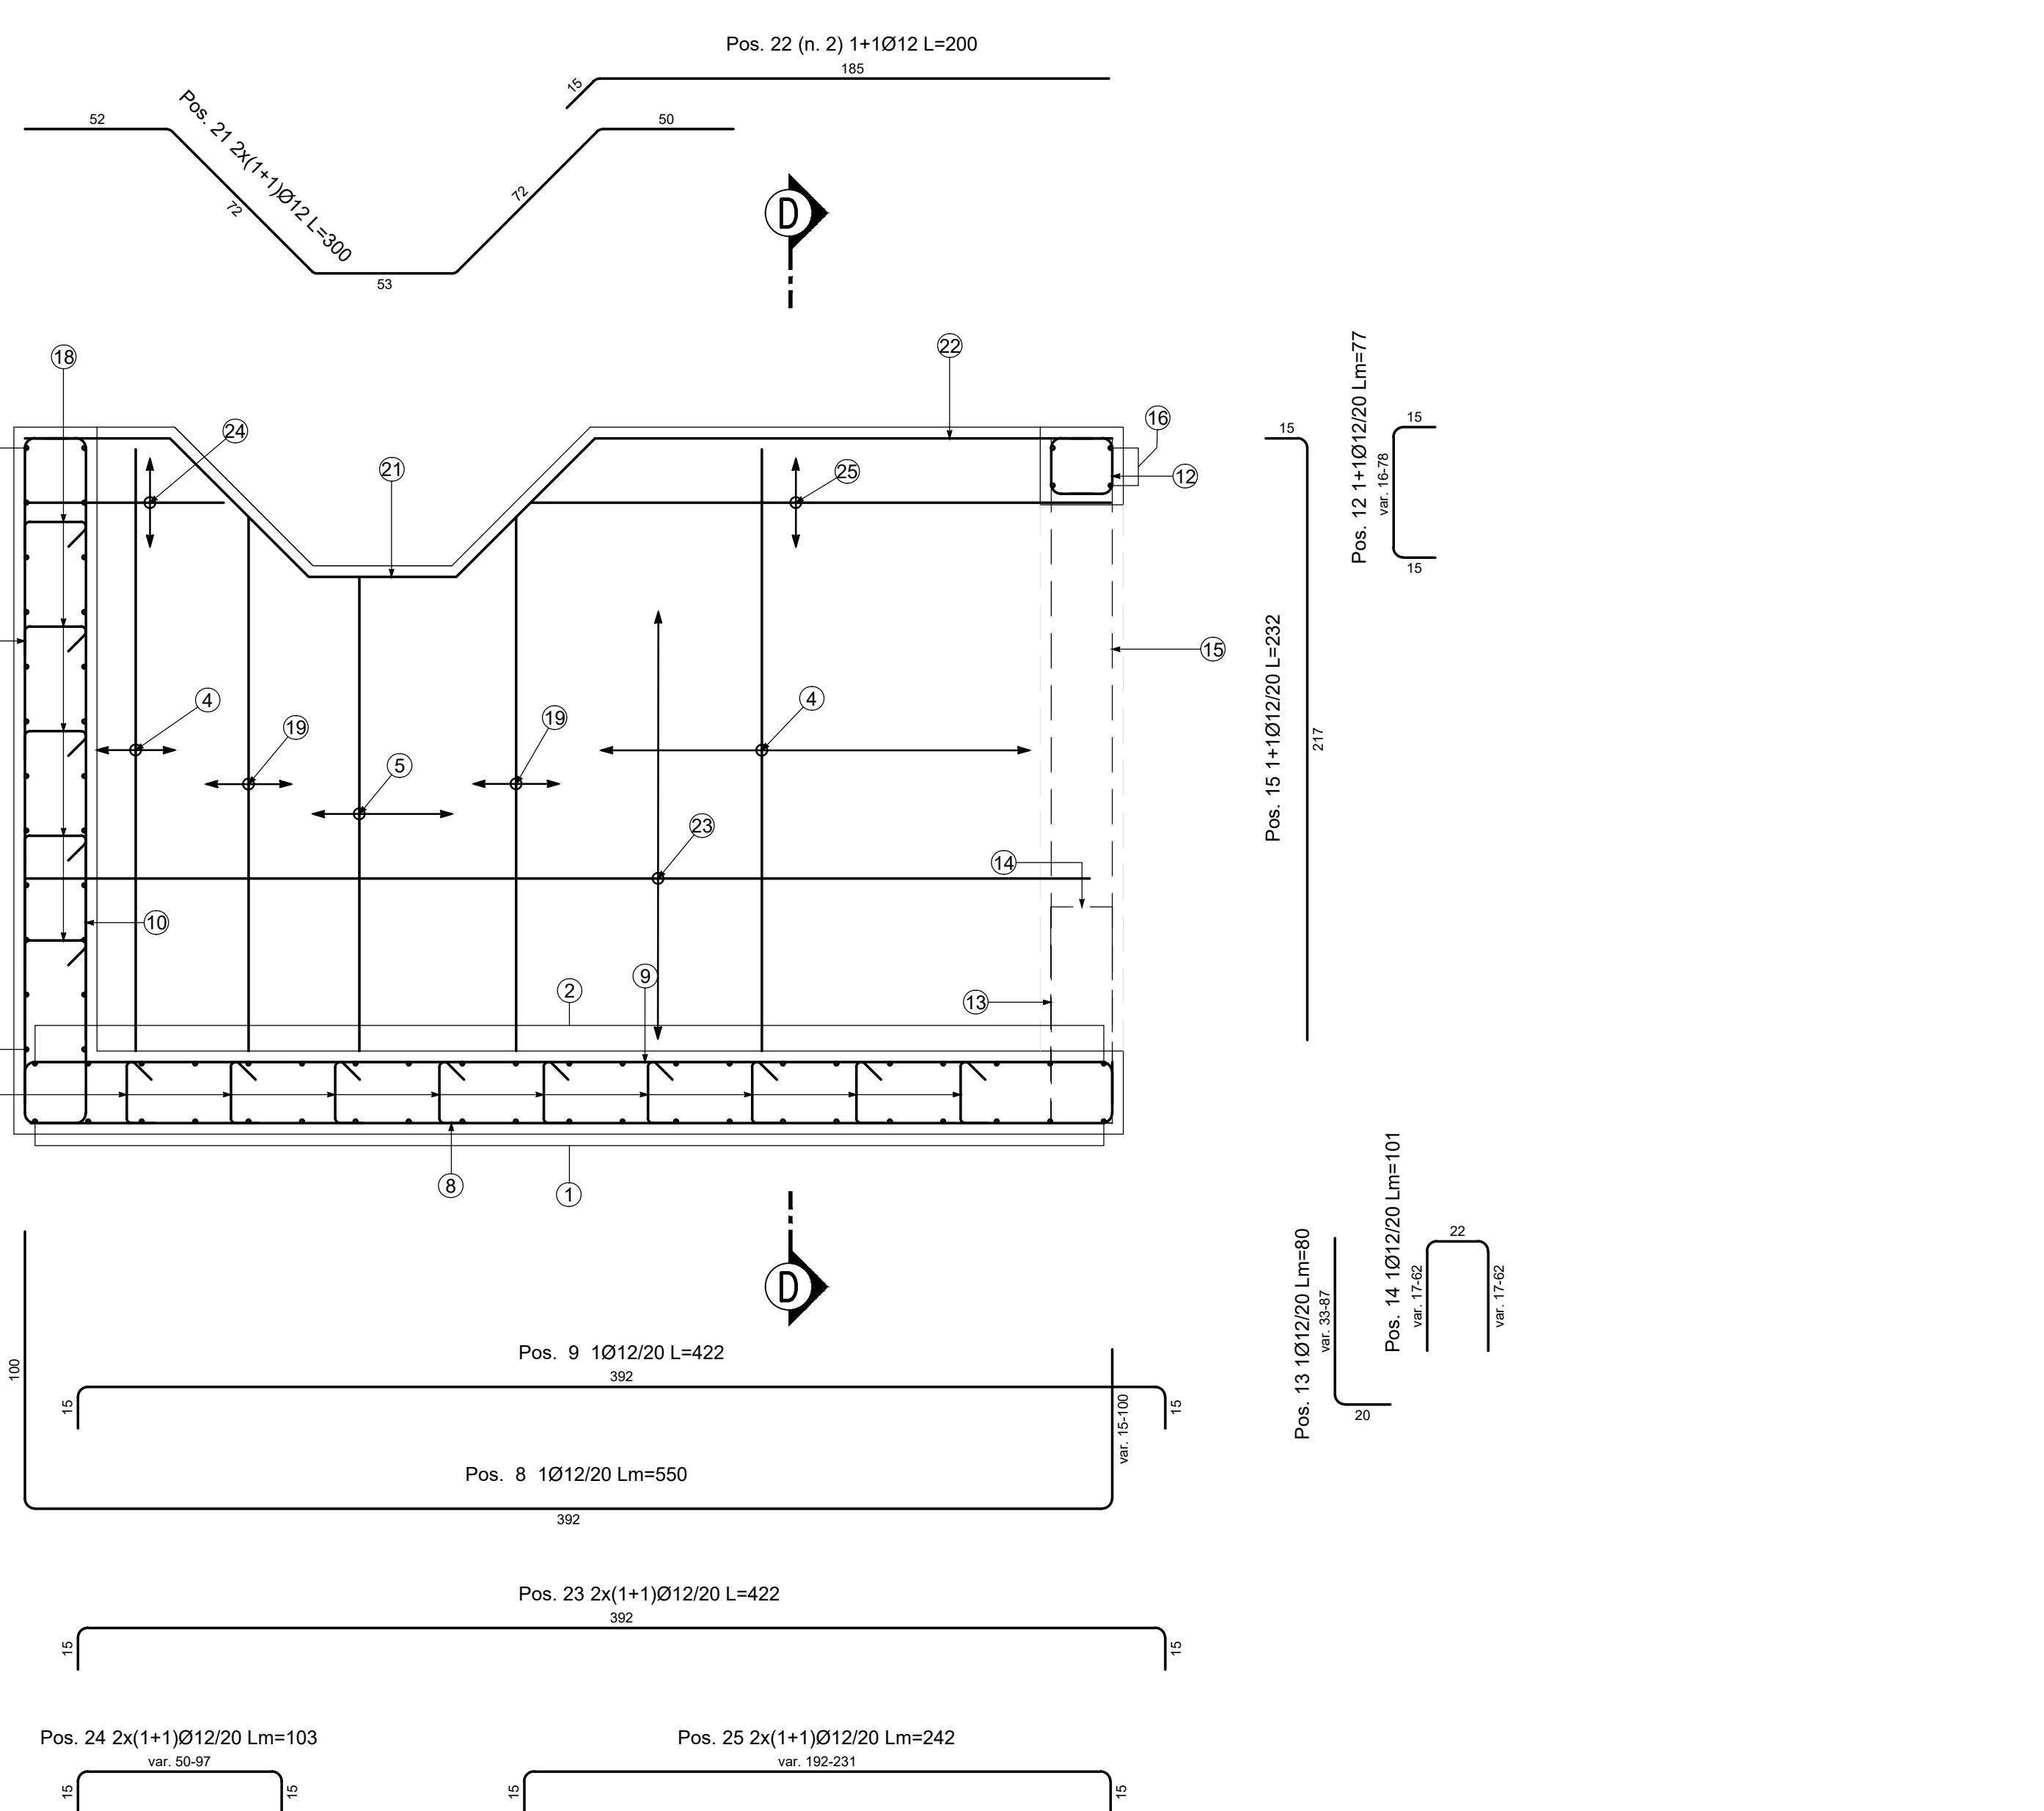 Pos. 22 (n. 2) 1+1Ø12 L=200
185
15
52
Pos. 21 2x(1+1)Ø12 L=300
72
53
72
50
D
18
22
24
21
25
16
12
15
Pos. 12 1+1Ø12/20 Lm=77
var. 16-78
15
15
Pos. 15 1+1Ø12/20 L=232
217
15
4
19
5
19
4
23
14
10
9
2
13
8
1
D
100
Pos. 9 1Ø12/20 L=422
392
15
15
var. 15-100
Pos. 8 1Ø12/20 Lm=550
392
Pos. 13 1Ø12/20 Lm=80
var. 33-87
20
Pos. 14 1Ø12/20 Lm=101
22
var. 17-62
var. 17-62
Pos. 23 2x(1+1)Ø12/20 L=422
392
15
15
Pos. 24 2x(1+1)Ø12/20 Lm=103
var. 50-97
15
15
Pos. 25 2x(1+1)Ø12/20 Lm=242
var. 192-231
15
15